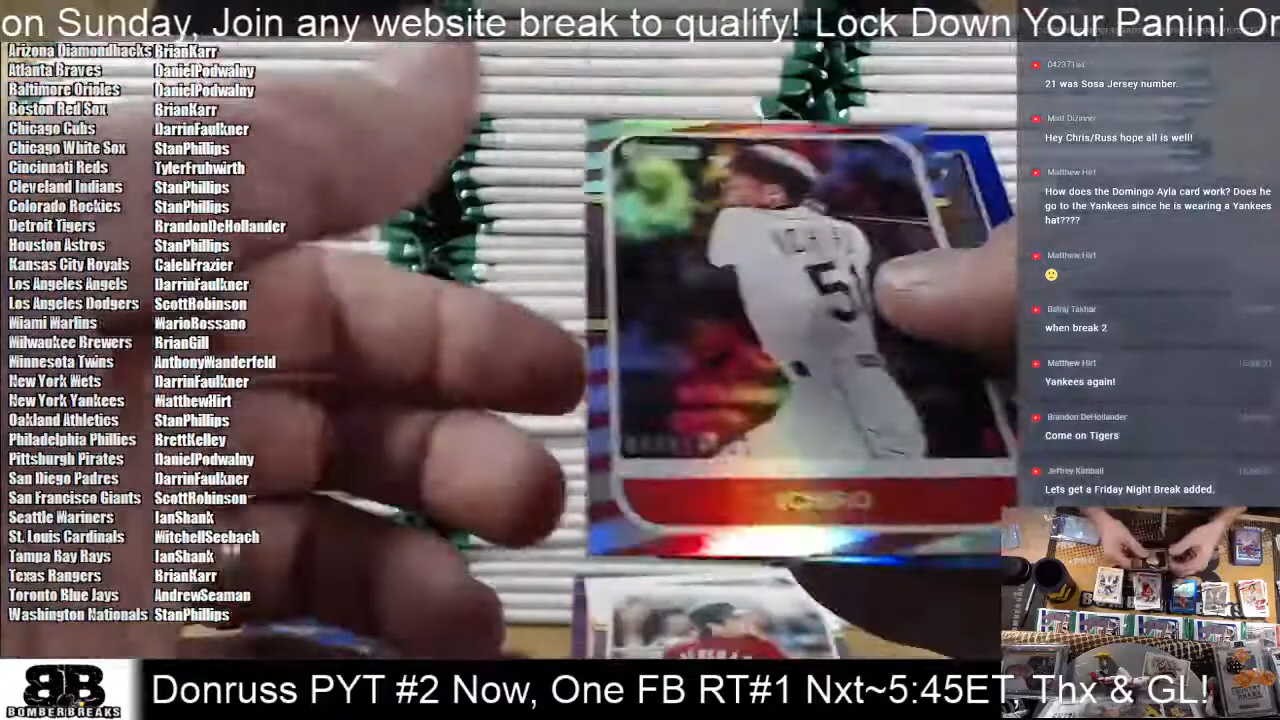 on Sunday, Join any website break to qualify! Lock Down Your Panini On
Arizona Diamondbacks BrianKarr
Atlanta Braves DanielPodwalny
Baltimore Orioles DanielPodwalny
Boston Red Sox BrianKarr
Chicago Cubs DarrinFaulkner
Chicago White Sox StanPhillips
Cincinnati Reds TylerFruhwirth
Cleveland Indians StanPhillips
Colorado Rockies StanPhillips
Detroit Tigers BrandonDeHollander
Houston Astros StanPhillips
Kansas City Royals CalebFrazier
Los Angeles Angels DarrinFaulkner
Los Angeles Dodgers ScottRobinson
Miami Marlins MarioRossano
Milwaukee Brewers BrianGill
Minnesota Twins AnthonyWanderfeld
New York Mets DarrinFaulkner
New York Yankees MatthewHirt
Oakland Athletics StanPhillips
Philadelphia Phillies BrettKelley
Pittsburgh Pirates DanielPodwalny
San Diego Padres DarrinFaulkner
San Francisco Giants ScottRobinson
Seattle Mariners IanShank
St. Louis Cardinals MitchellSeebach
Tampa Ray Rays IanShank
Texas Rangers BrianKarr
Toronto Blue Jays AndrewSeaman
Washington Nationals StanPhillips
51
ICHIRO
21 was Sosa Jersey number.
Matt Dizinno
Hey Chris/Russ hope all is well!
Matthew Hirt
How does the Domingo Ayla card work? Does he
go to the Yankees since he is wearing a Yankees
hat????
Matthew Hirt
🙂
Balraj Takhar
when break 2
Matthew Hirt
Yankees again!
Brandon DeHollander
Come on Tigers
Jeffrey Kimball
Lets get a Friday Night Break added.
BB
BOMBERBREAKS
Donruss PYT #2 Now, One FB RT#1 Nxt~5:45ET. Thx & GL!